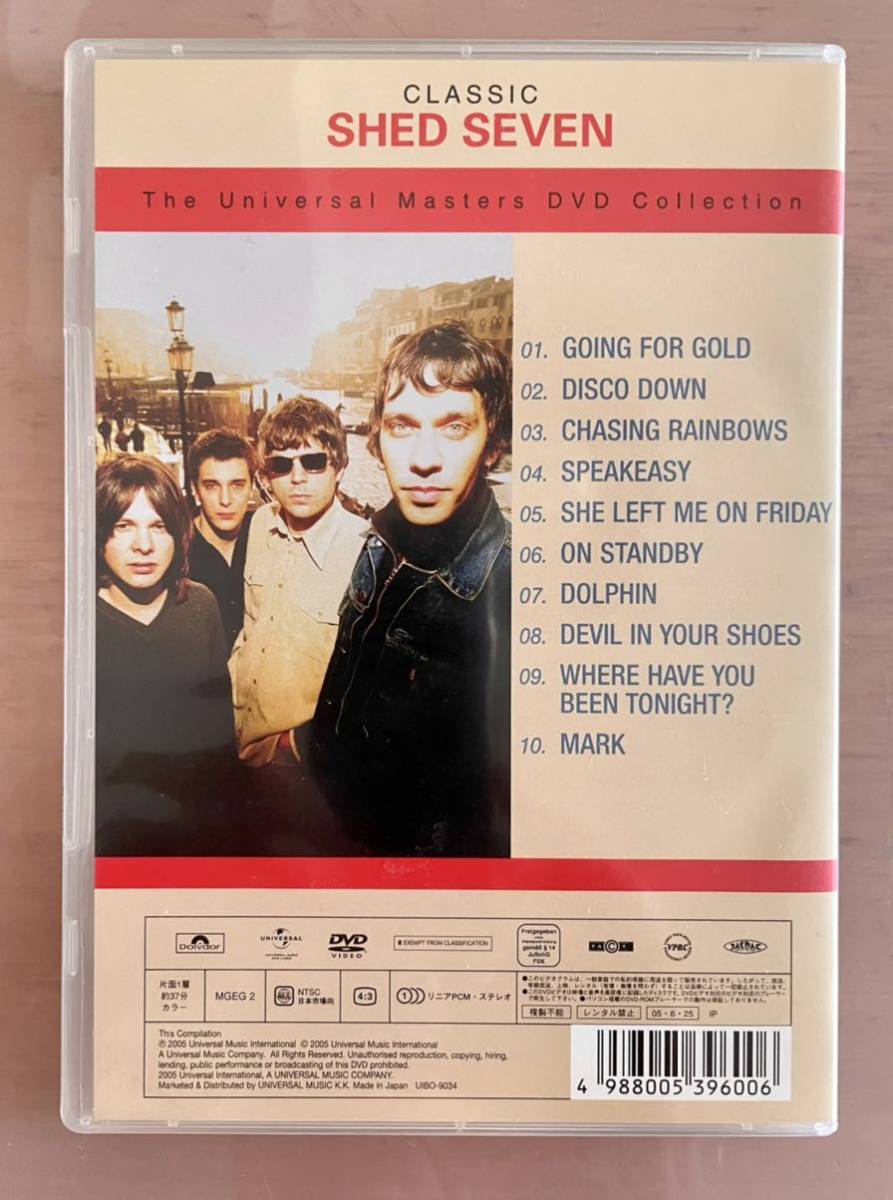 CLASSIC
SHED SEVEN
The Universal Masters DVD Collection
01. GOING FOR GOLD
02. DISCO DOWN
03. CHASING RAINBOWS
04. SPEAKEASY
05. SHE LEFT ME ON FRIDAY
06. ON STANDBY
07. DOLPHIN
08. DEVIL IN YOUR SHOES
09. WHERE HAVE YOU
BEEN TONIGHT?
10. MARK
Polydor
UNIVERSAL
DVD
VIDEO
E EXEMPT FROM CLASSIFICATION
Freigegeben
gemäß § 14
JuSchG
FSK
VPRC
片面1層
約37分
カラー
MGEG 2
ALL
NTSC
日本市場向
4:3
1
リニアPCM・ステレオ
複製不能
レンタル禁止
05・6・25
IP
This Compilation
℗ 2005 Universal Music International © 2005 Universal Music International
A Universal Music Company. All Rights Reserved. Unauthorised reproduction, copying, hiring,
lending, public performance or broadcasting of this DVD prohibited.
2005 Universal International, A UNIVERSAL MUSIC COMPANY.
Marketed & Distributed by UNIVERSAL MUSIC K.K. Made in Japan UIBO-9034
4 988005 396006